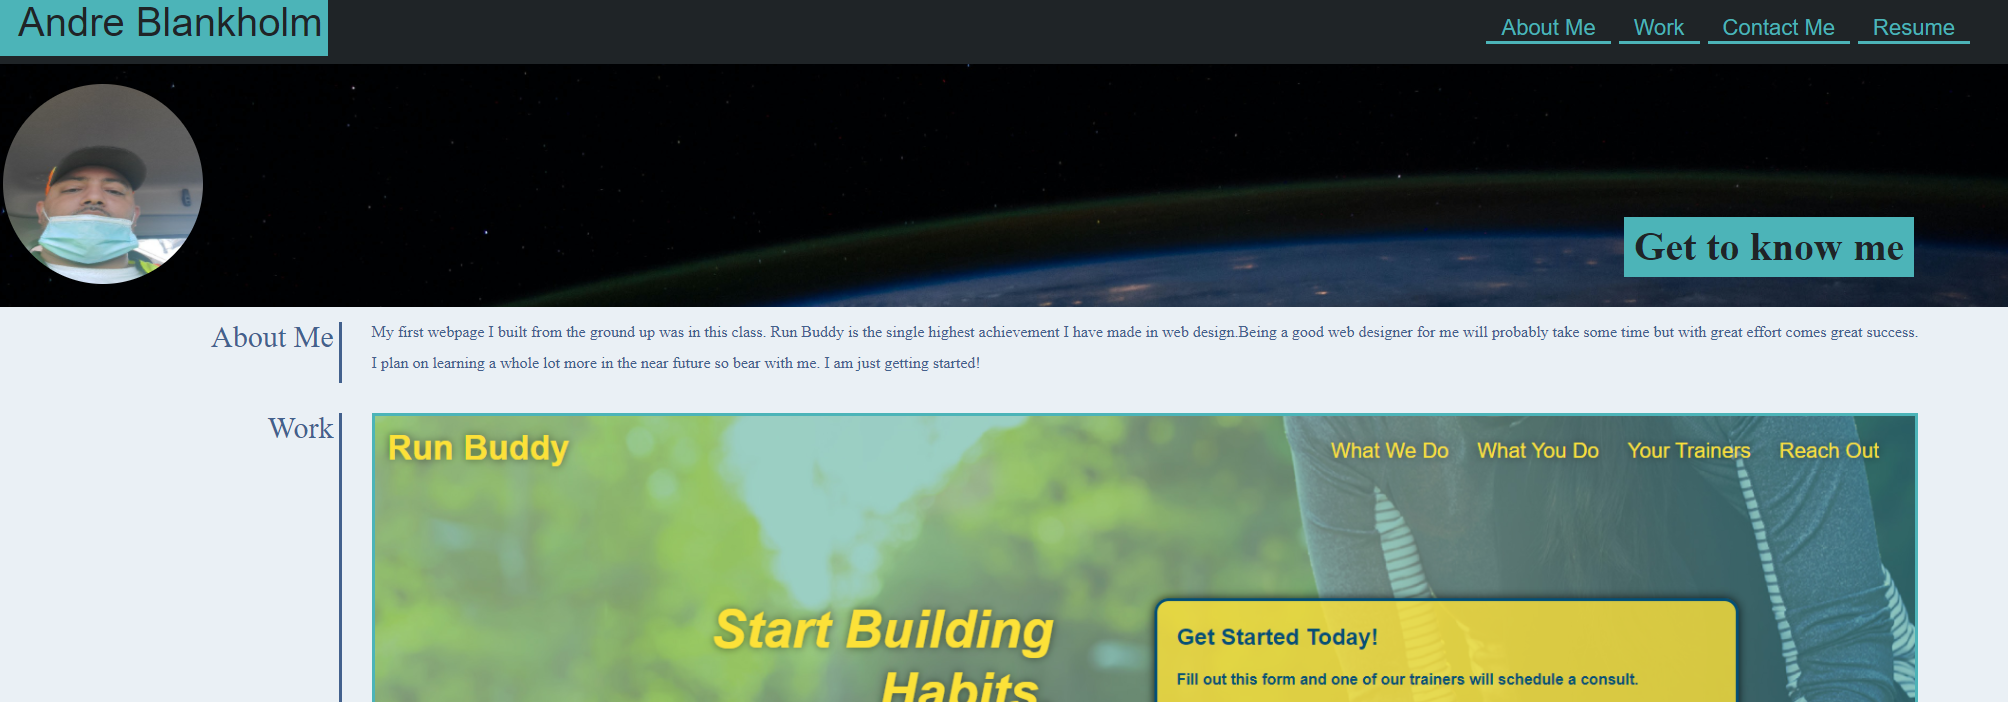 Andre Blankholm
About Me Work Contact Me Resume
Get to know me
About Me
My first webpage I built from the ground up was in this class. Run Buddy is the single highest achievement I have made in web design.Being a good web designer for me will probably take some time but with great effort comes great success.
I plan on learning a whole lot more in the near future so bear with me. I am just getting started!
Work
Run Buddy
What We Do What You Do Your Trainers Reach Out
Start Building
Habits
Get Started Today!
Fill out this form and one of our trainers will schedule a consult.